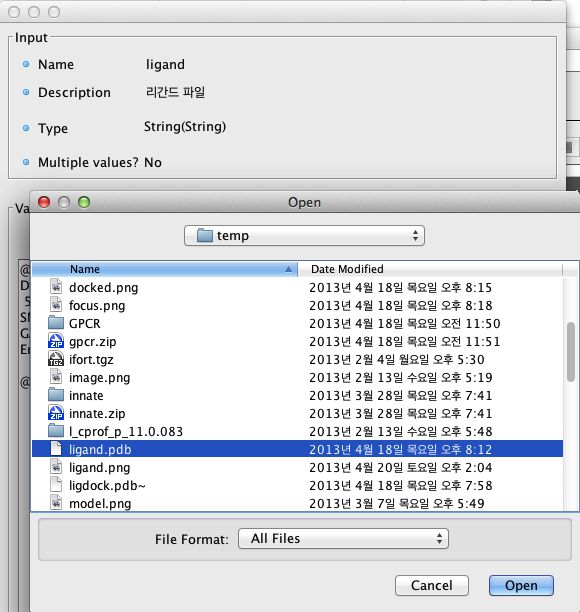 Input
Name ligand
Description 리간드 파일
Type String(String)
Multiple values? No
Open
Va
temp
Name Date Modified
@
docked.png 2013년 4월 18일 목요일 오후 8:15
D
focus.png 2013년 4월 18일 목요일 오후 8:18
5
GPCR 2013년 4월 18일 목요일 오전 11:50
SM
gpcr.zip 2013년 4월 18일 목요일 오전 11:51
G
ifort.tgz 2013년 2월 4일 월요일 오후 5:30
En
image.png 2013년 2월 13일 수요일 오후 5:19
@
innate 2013년 3월 28일 목요일 오후 7:41
innate.zip 2013년 3월 28일 목요일 오후 7:41
l_cprof_p_11.0.083 2013년 2월 13일 수요일 오후 5:48
ligand.pdb 2013년 4월 18일 목요일 오후 8:12
ligand.png 2013년 4월 20일 토요일 오후 2:04
ligdock.pdb~ 2013년 4월 18일 목요일 오후 7:58
model.png 2013년 3월 7일 목요일 오후 5:49
File Format: All Files
Cancel Open